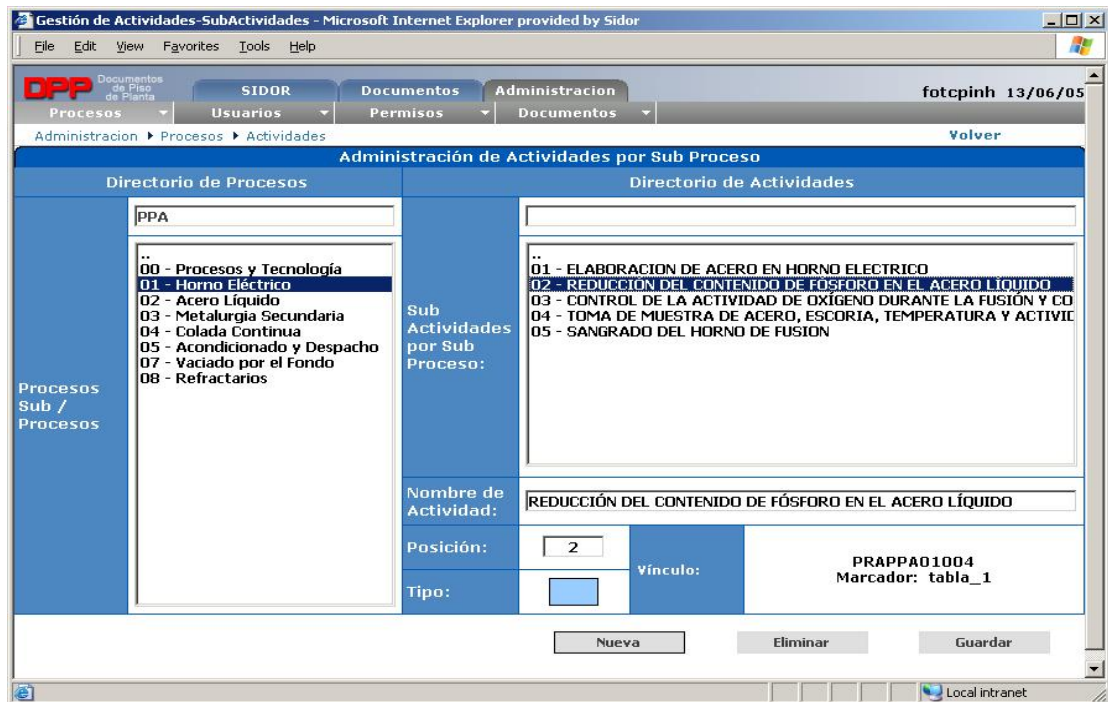 Gestión de Actividades-SubActividades - Microsoft Internet Explorer provided by Sidor
File Edit View Favorites Tools Help
DPP Documentos de Piso de Planta
SIDOR Documentos Administracion
fotcpinh 13/06/05
Procesos Usuarios Permisos Documentos
Administracion Procesos Actividades
Volver
Administración de Actividades por Sub Proceso
Directorio de Procesos
Directorio de Actividades
Procesos Sub / Procesos
PPA
..
00 - Procesos y Tecnología
01 - Horno Eléctrico
02 - Acero Líquido
03 - Metalurgia Secundaria
04 - Colada Continua
05 - Acondicionado y Despacho
07 - Vaciado por el Fondo
08 - Refractarios
Sub Actividades por Sub Proceso:
..
01 - ELABORACION DE ACERO EN HORNO ELECTRICO
02 - REDUCCIÓN DEL CONTENIDO DE FÓSFORO EN EL ACERO LÍQUIDO
03 - CONTROL DE LA ACTIVIDAD DE OXÍGENO DURANTE LA FUSIÓN Y CO
04 - TOMA DE MUESTRA DE ACERO, ESCORIA, TEMPERATURA Y ACTIVIC
05 - SANGRADO DEL HORNO DE FUSION
Nombre de Actividad:
REDUCCIÓN DEL CONTENIDO DE FÓSFORO EN EL ACERO LÍQUIDO
Posición:
2
Tipo:
Vínculo:
PRAPPA01004
Marcador: tabla_1
Nueva Eliminar Guardar
Local intranet